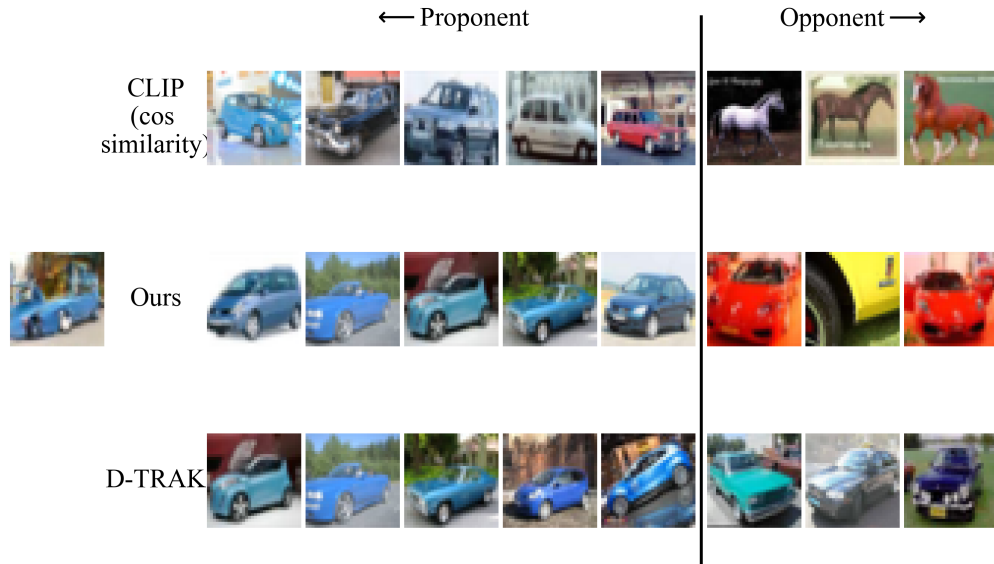 ← Proponent
Opponent →
CLIP
(cos
similarity)
Ours
D-TRAK